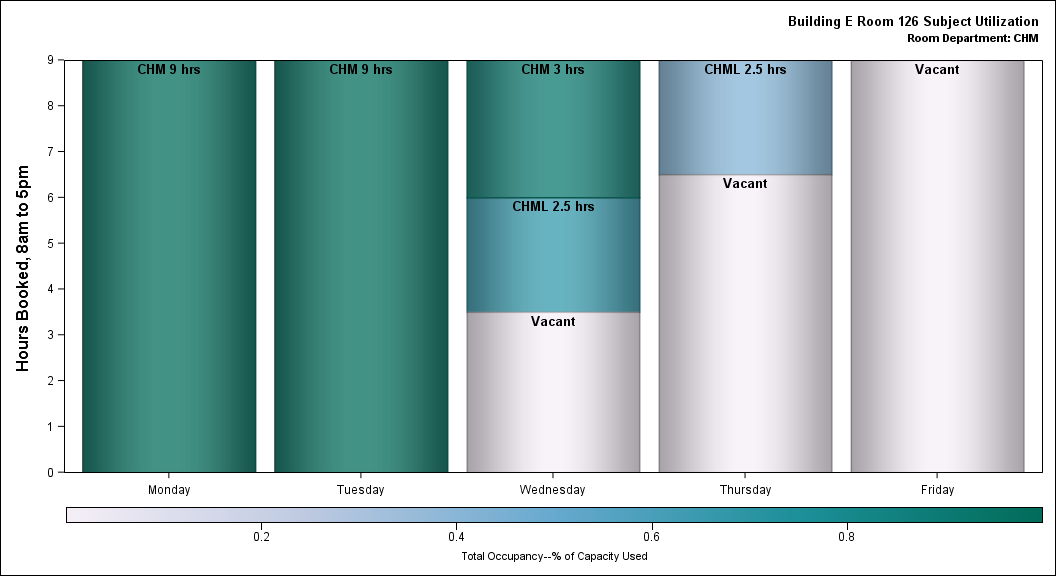 Building E Room 126 Subject Utilization
Room Department: CHM
Hours Booked, 8am to 5pm
9
8
7
6
5
4
3
2
1
0
CHM 9 hrs
CHM 9 hrs
CHM 3 hrs
CHML 2.5 hrs
Vacant
CHML 2.5 hrs
Vacant
Vacant
Monday
Tuesday
Wednesday
Thursday
Friday
0.2
0.4
0.6
0.8
Total Occupancy--% of Capacity Used